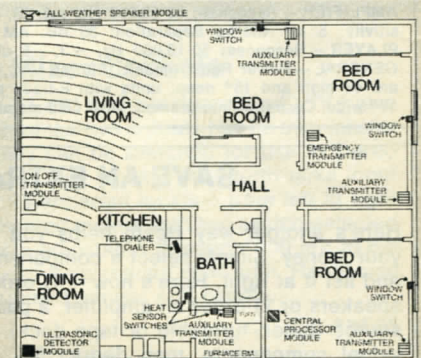 ALL-WEATHER SPEAKER MODULE
WINDOW
SWITCH
AUXILIARY
TRANSMITTER
MODULE
LIVING
ROOM
BED
ROOM
BED
ROOM
WINDOW
SWITCH
EMERGENCY
TRANSMITTER
MODULE
ON/OFF
TRANSMITTER
MODULE
HALL
AUXILIARY
TRANSMITTER
MODULE
KITCHEN
TELEPHONE
DIALER
BATH
BED
ROOM
DINING
ROOM
HEAT
SENSOR
SWITCHES
WINDOW
SWITCH
FURN
CENTRAL
PROCESSOR
MODULE
AUXILIARY
TRANSMITTER
MODULE
ULTRASONIC
DETECTOR
MODULE
FURNACE RM.
AUXILIARY
TRANSMITTER
MODULE